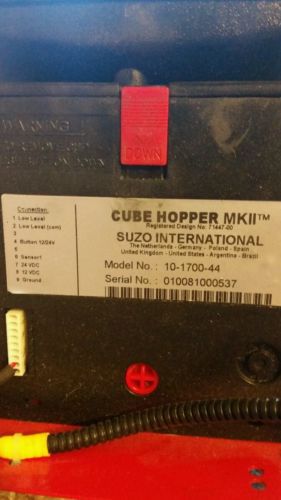 WARNING
DOWN
Connection:
1 Low Level
2 Low Level (com)
3
4 Button 12/24V
5
6 Sensor1
7 24 VDC
8 12 VDC
9 Ground
CUBE HOPPER MKII™
Registered Design No: 71447-00
SUZO INTERNATIONAL
The Netherlands - Germany - Poland - Spain
United Kingdom - United States - Argentina - Brazil
Model No.: 10-1700-44
Serial No.: 010081000537